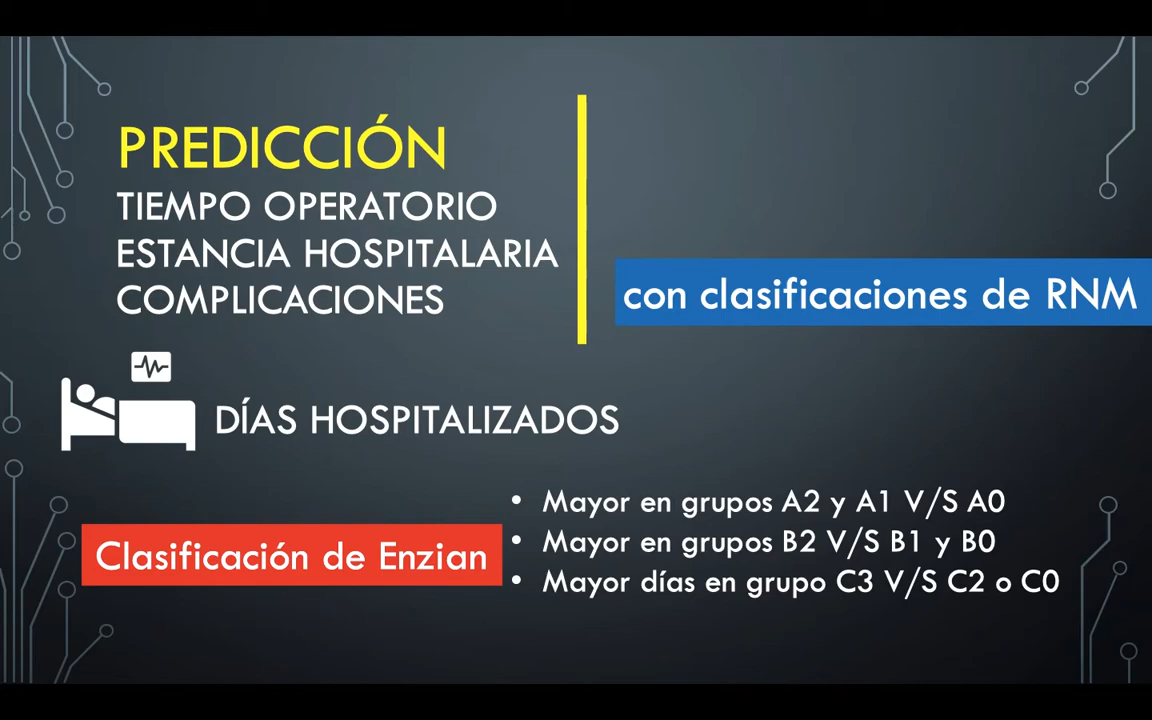 PREDICCIÓN
TIEMPO OPERATORIO
ESTANCIA HOSPITALARIA
COMPLICACIONES
con clasificaciones de RNM
DÍAS HOSPITALIZADOS
Clasificación de Enzian
• Mayor en grupos A2 y A1 V/S A0
• Mayor en grupos B2 V/S B1 y B0
• Mayor días en grupo C3 V/S C2 o C0